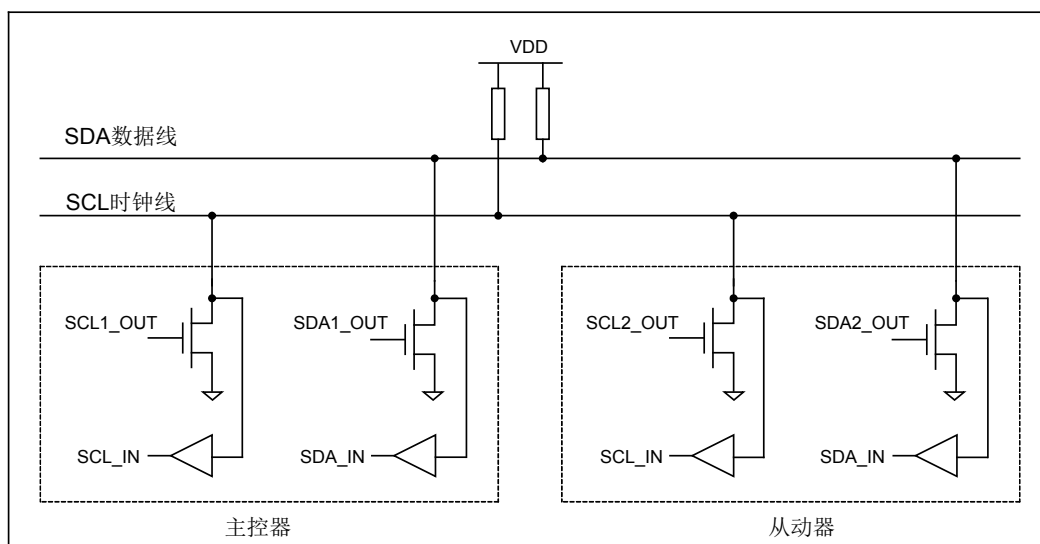 VDD
SDA数据线
SCL时钟线
SCL1_OUT
SDA1_OUT
SCL2_OUT
SDA2_OUT
SCL_IN
SDA_IN
SCL_IN
SDA_IN
主控器
从动器